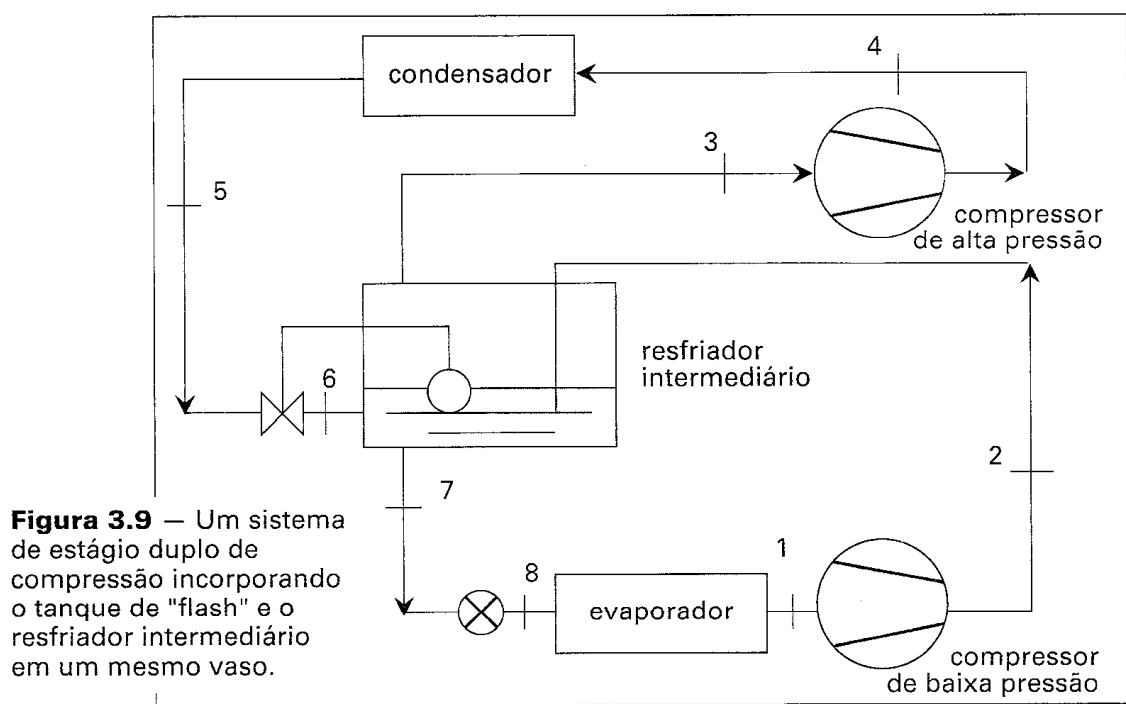 4
condensador
3
5
compressor
de alta pressão
resfriador
intermediário
6
2
7
Figura 3.9 — Um sistema
de estágio duplo de
compressão incorporando
o tanque de "flash" e o
resfriador intermediário
em um mesmo vaso.
8
evaporador
1
compressor
de baixa pressão